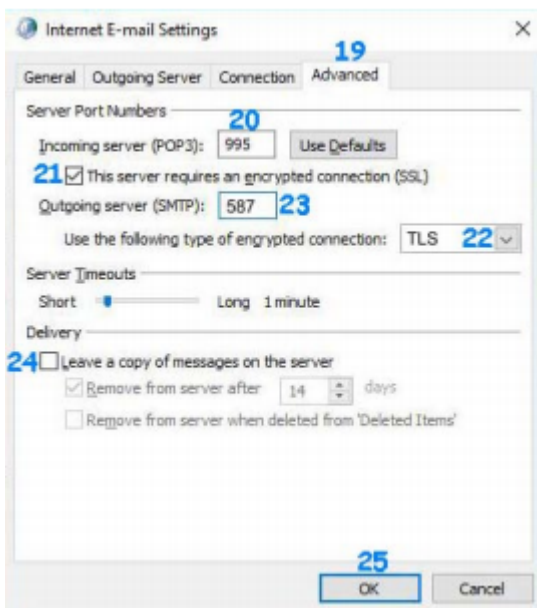 Internet E-mail Settings
19
General Outgoing Server Connection Advanced
Server Port Numbers
20
Incoming server (POP3): 995 Use Defaults
21 This server requires an encrypted connection (SSL)
Outgoing server (SMTP): 587 23
Use the following type of encrypted connection: TLS 22
Server Timeouts
Short Long 1 minute
Delivery
24 Leave a copy of messages on the server
Remove from server after 14 days
Remove from server when deleted from 'Deleted Items'
25
OK Cancel